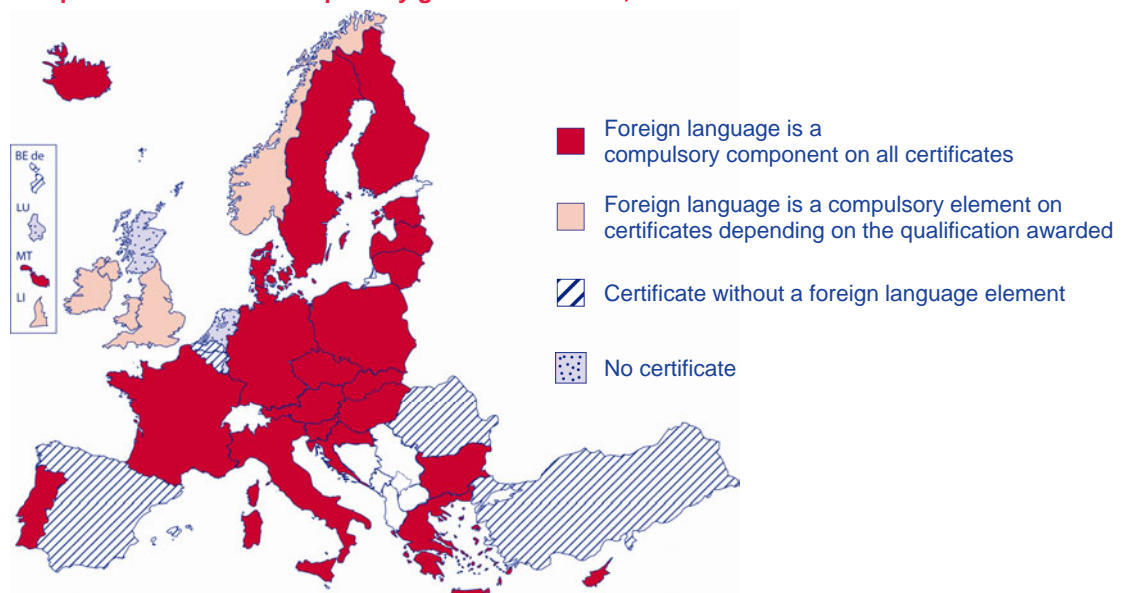 BE de
LU
MT
LI
Foreign language is a
compulsory component on all certificates
Foreign language is a compulsory element on
certificates depending on the qualification awarded
Certificate without a foreign language element
No certificate